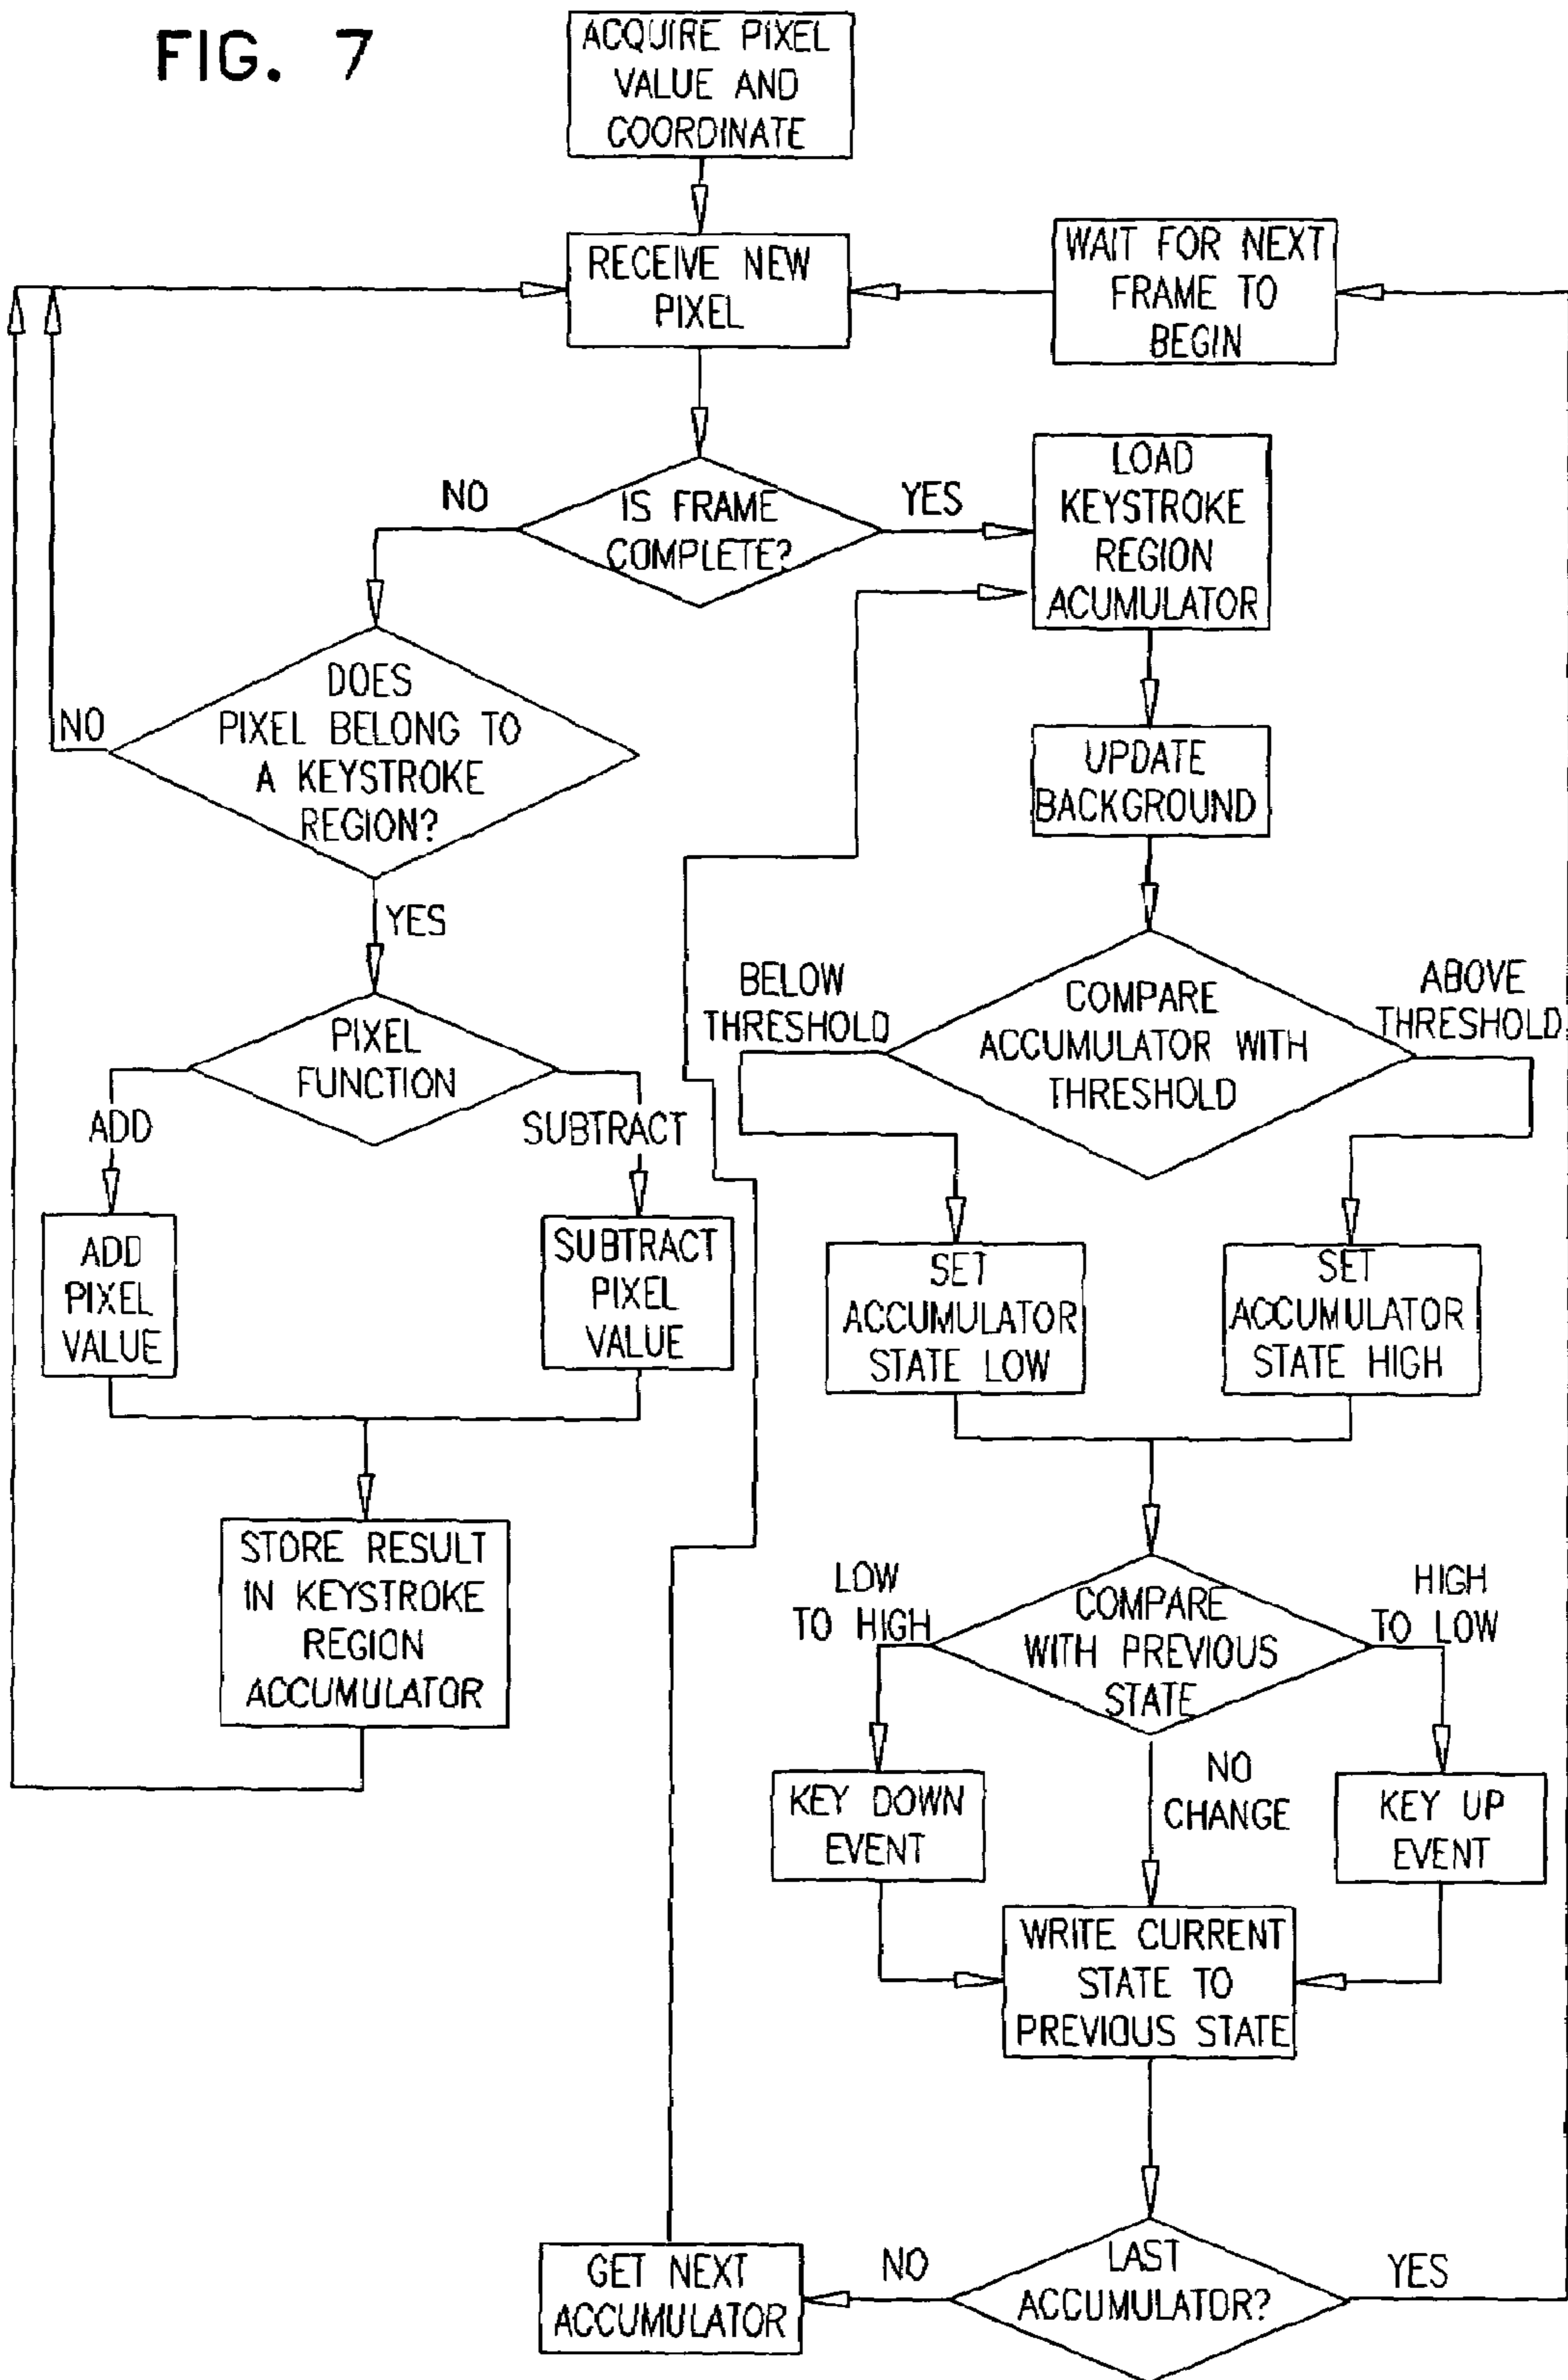 FIG. 7
ACQUIRE PIXEL
VALUE AND
COORDINATE
RECEIVE NEW
PIXEL
WAIT FOR NEXT
FRAME TO
BEGIN
IS FRAME
COMPLETE?
NO
YES
LOAD
KEYSTROKE
REGION
ACUMULATOR
DOES
PIXEL BELONG TO
A KEYSTROKE
REGION?
NO
YES
UPDATE
BACKGROUND
PIXEL
FUNCTION
ADD
SUBTRACT
ADD
PIXEL
VALUE
SUBTRACT
PIXEL
VALUE
STORE RESULT
IN KEYSTROKE
REGION
ACCUMULATOR
BELOW
THRESHOLD
COMPARE
ACCUMULATOR WITH
THRESHOLD
ABOVE
THRESHOLD
SET
ACCUMULATOR
STATE LOW
SET
ACCUMULATOR
STATE HIGH
LOW
TO HIGH
COMPARE
WITH PREVIOUS
STATE
HIGH
TO LOW
KEY DOWN
EVENT
NO
CHANGE
KEY UP
EVENT
WRITE CURRENT
STATE TO
PREVIOUS STATE
GET NEXT
ACCUMULATOR
NO
LAST
ACCUMULATOR?
YES